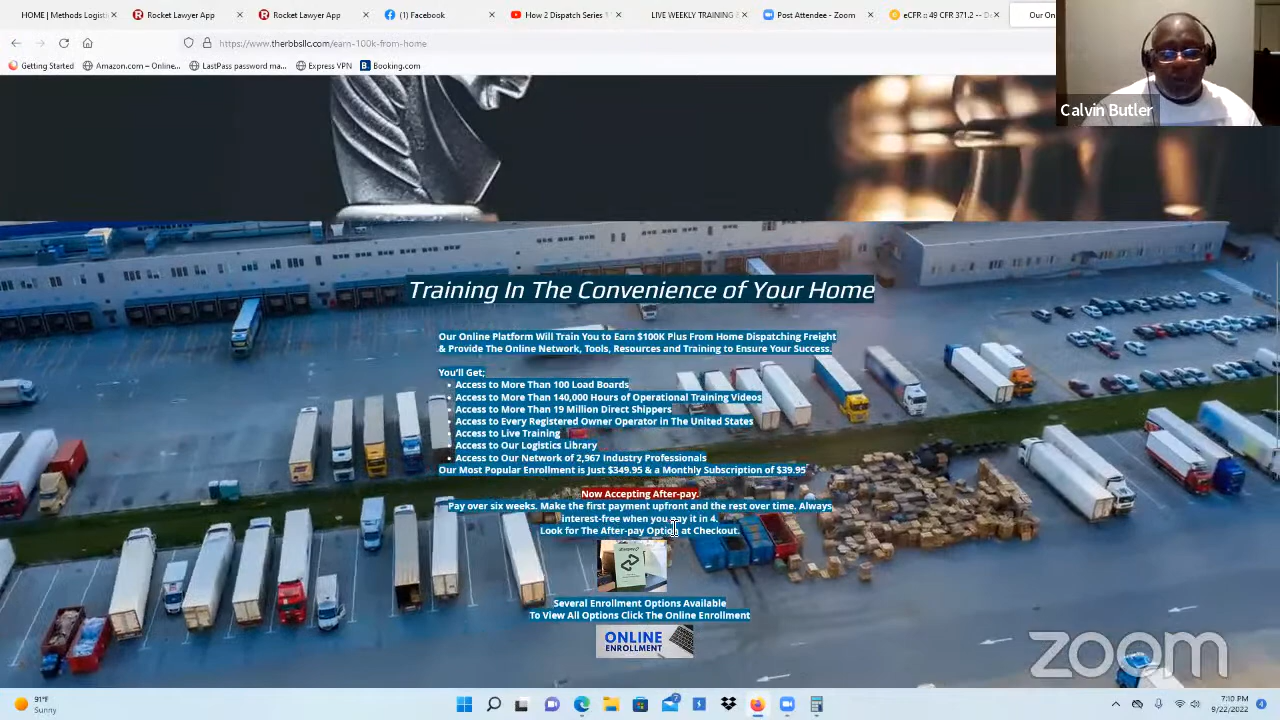 HOME | Methods Logisti
Rocket Law App
Rocket Lawyer App
(1) Facebook
How 2 Dispatch Series 1
LIVE WEEKLY TRAINING &
Post Attendee - Zoom
eCFR :: 49 CFR 371.2 -- De
Our On
https://www.therbbsllc.com/earn-100k-from-home
Getting Started
Amazon.com – Online...
LastPass password ma...
Express VPN
Booking.com
Calvin Butler
Training In The Convenience of Your Home
Our Online Platform Will Train You to Earn $100K Plus From Home Dispatching Freight
& Provide The Online Network, Tools, Resources and Training to Ensure Your Success.
You'll Get;
• Access to More Than 100 Load Boards
• Access to More Than 140,000 Hours of Operational Training Videos
• Access to More Than 19 Million Direct Shippers
• Access to Every Registered Owner Operator in The United States
• Access to Live Training
• Access to Our Logistics Library
• Access to Our Network of 2,967 Industry Professionals
Our Most Popular Enrollment is Just $349.95 & a Monthly Subscription of $39.95
Now Accepting After-pay.
Pay over six weeks. Make the first payment upfront and the rest over time. Always
interest-free when you pay it in 4.
Look for The After-pay Option at Checkout.
Several Enrollment Options Available
To View All Options Click The Online Enrollment
ONLINE
ENROLLMENT
zoom
91°F
Sunny
7
7:10 PM
9/22/2022
4